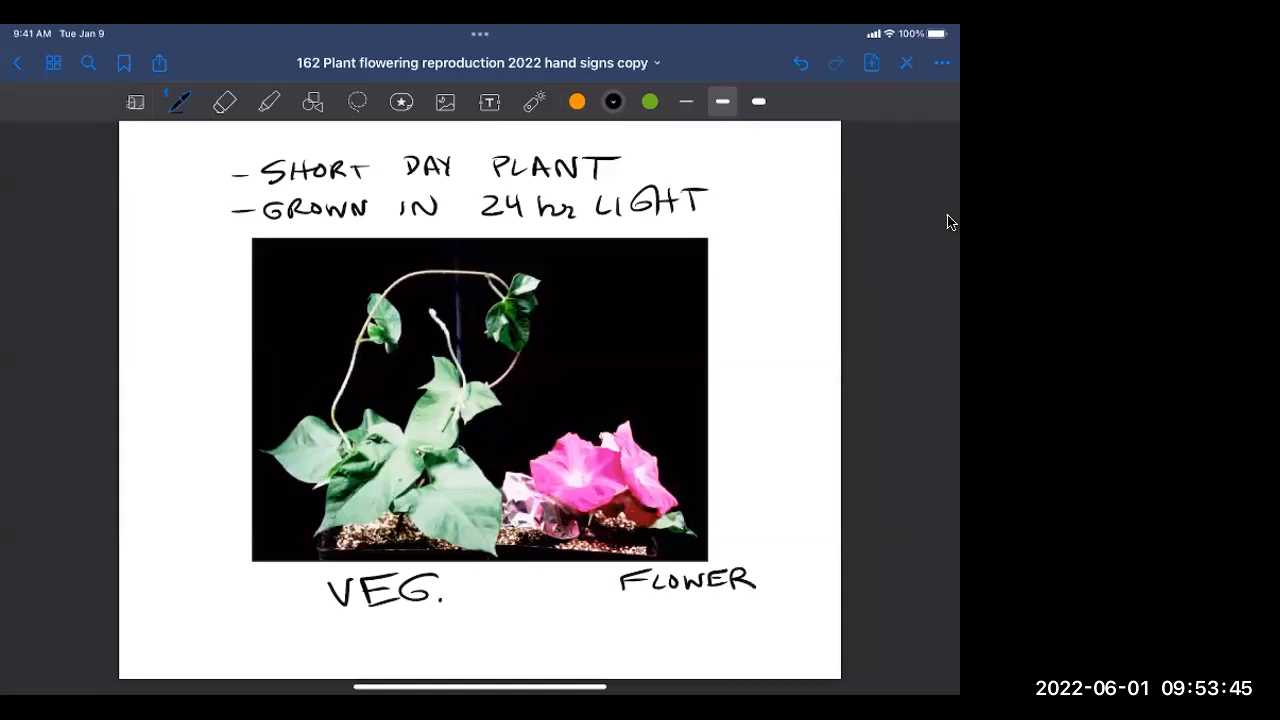 9:41 AM Tue Jan 9
100%
162 Plant flowering reproduction 2022 hand signs copy
- SHORT DAY PLANT
- GROWN IN 24 hr LIGHT
VEG.
FLOWER
2022-06-01 09:53:45